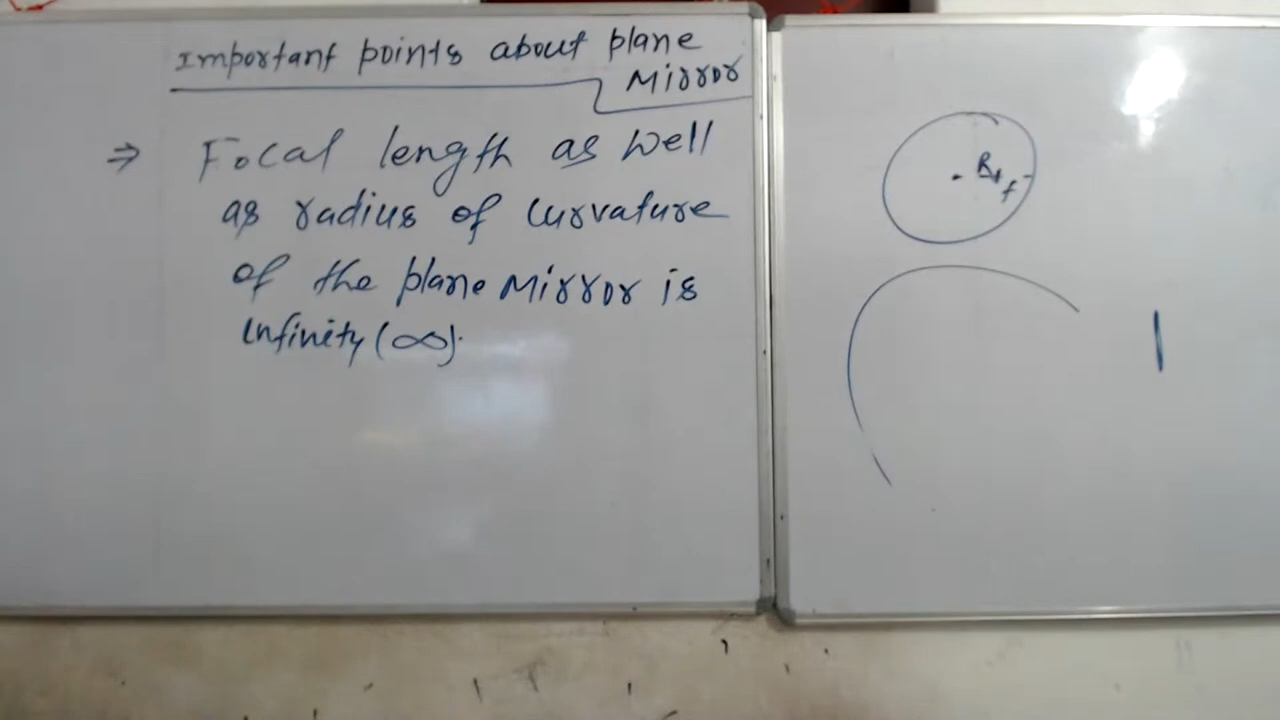 Important points about plane
Mirror
⇒ Focal length as well
as radius of curvature
of the plane Mirror is
infinity (∞).
R f